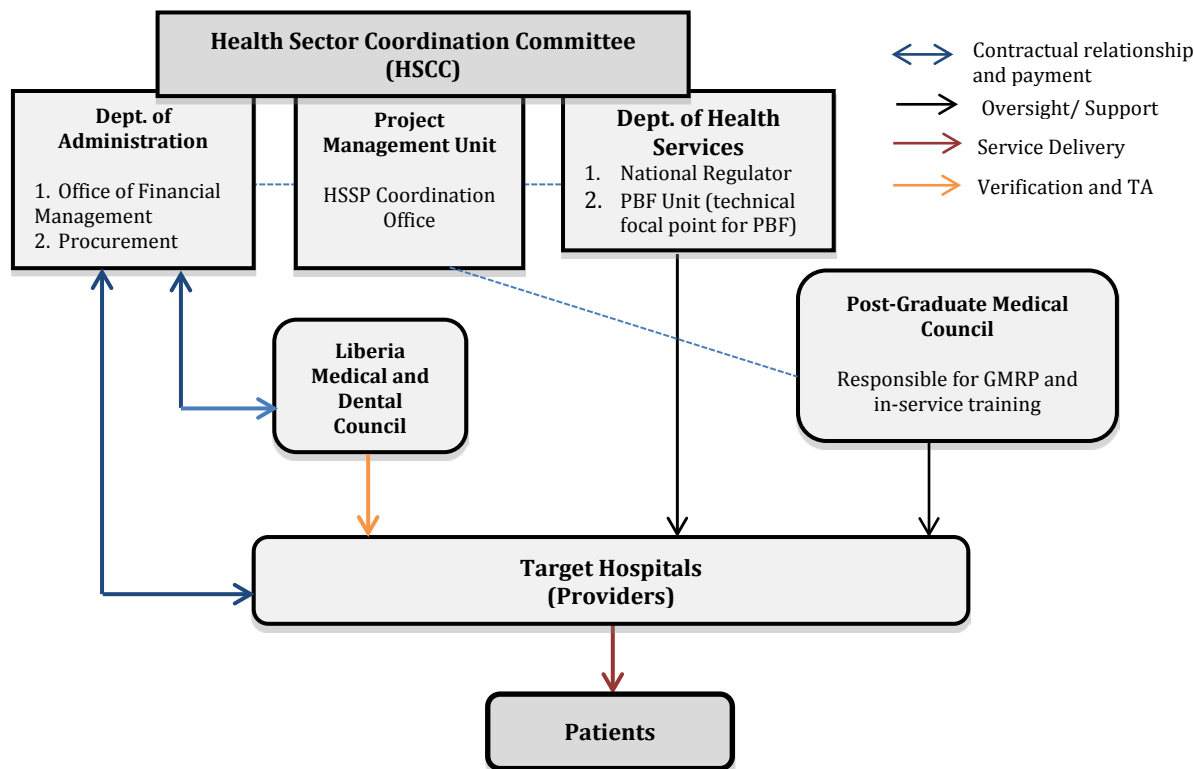 Health Sector Coordination Committee
(HSCC)
Contractual relationship
and payment
Oversight/ Support
Service Delivery
Verification and TA
Dept. of
Administration
1. Office of Financial
Management
2. Procurement
Project
Management Unit
HSSP Coordination
Office
Dept. of Health
Services
1. National Regulator
2. PBF Unit (technical
focal point for PBF)
Post-Graduate Medical
Council
Responsible for GMRP and
in-service training
Liberia
Medical and
Dental
Council
Target Hospitals
(Providers)
Patients